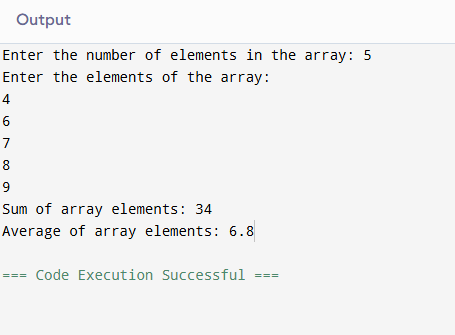 Output
Enter the number of elements in the array: 5
Enter the elements of the array:
4
6
7
8
9
Sum of array elements: 34
Average of array elements: 6.8
=== Code Execution Successful ===